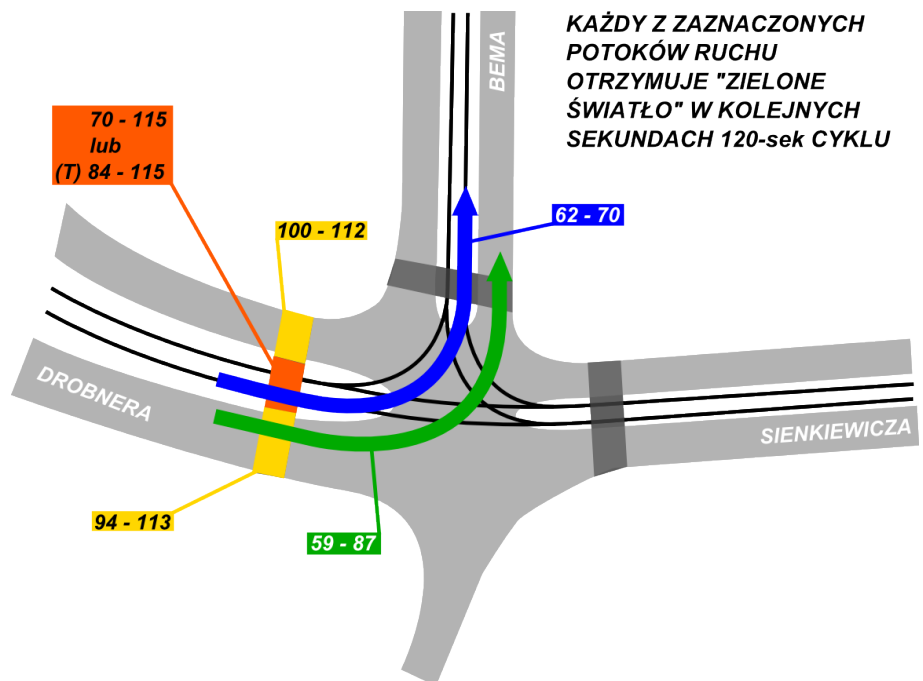 KAŻDY Z ZAZNACZONYCH
POTOKÓW RUCHU
OTRZYMUJE "ZIELONE
ŚWIATŁO" W KOLEJNYCH
SEKUNDACH 120-sek CYKLU
BEMA
70 - 115
lub
(T) 84 - 115
62 - 70
100 - 112
DROBNERA
SIENKIEWICZA
94 - 113
59 - 87